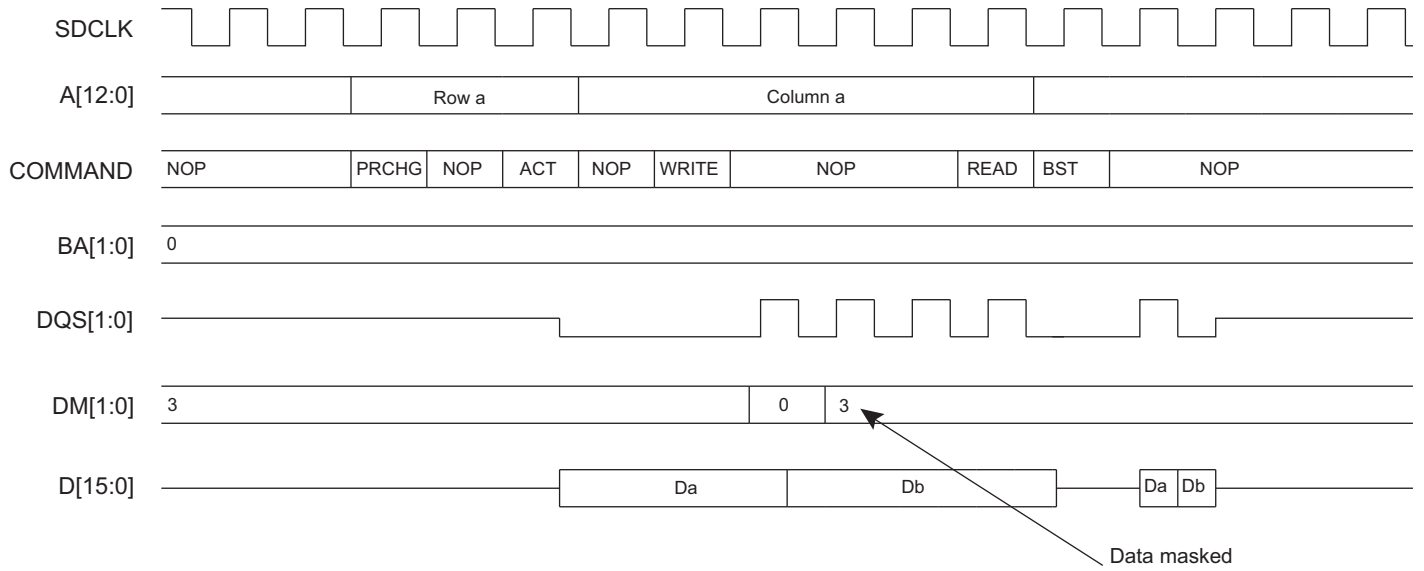 SDCLK
A[12:0] Row a Column a
COMMAND NOP PRCHG NOP ACT NOP WRITE NOP READ BST NOP
BA[1:0] 0
DQS[1:0]
DM[1:0] 3 0 3
D[15:0] Da Db Da Db
Data masked